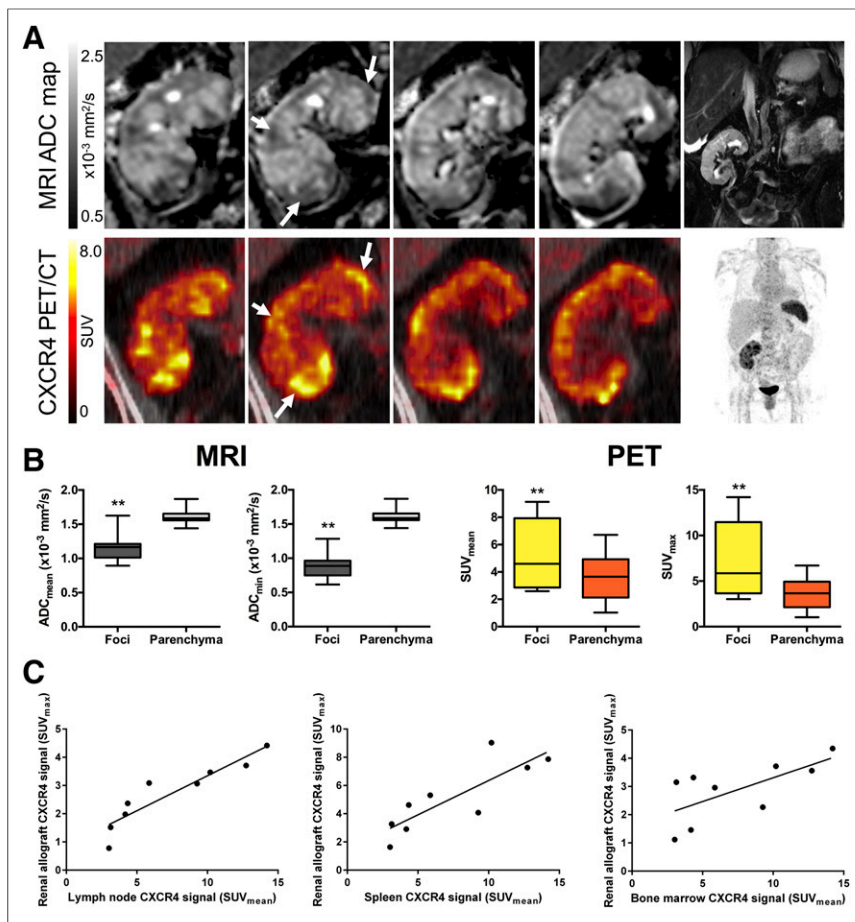 A
MRI ADC map
2.5
x10-3 mm2/s
0.5
CXCR4 PET/CT
8.0
SUV
0
B
MRI
PET
ADCmean (x10-3 mm2/s)
2.0
1.5
1.0
0.5
0.0
**
Foci
Parenchyma
ADCmin (x10-3 mm2/s)
2.0
1.5
1.0
0.5
0.0
**
Foci
Parenchyma
SUVmean
10
8
6
4
2
0
**
Foci
Parenchyma
SUVmax
15
10
5
0
**
Foci
Parenchyma
C
Renal allograft CXCR4 signal (SUVmax)
5
4
3
2
1
0
0
5
10
15
Lymph node CXCR4 signal (SUVmean)
Renal allograft CXCR4 signal (SUVmax)
10
8
6
4
2
0
0
5
10
15
Spleen CXCR4 signal (SUVmean)
Renal allograft CXCR4 signal (SUVmax)
5
4
3
2
1
0
0
5
10
15
Bone marrow CXCR4 signal (SUVmean)